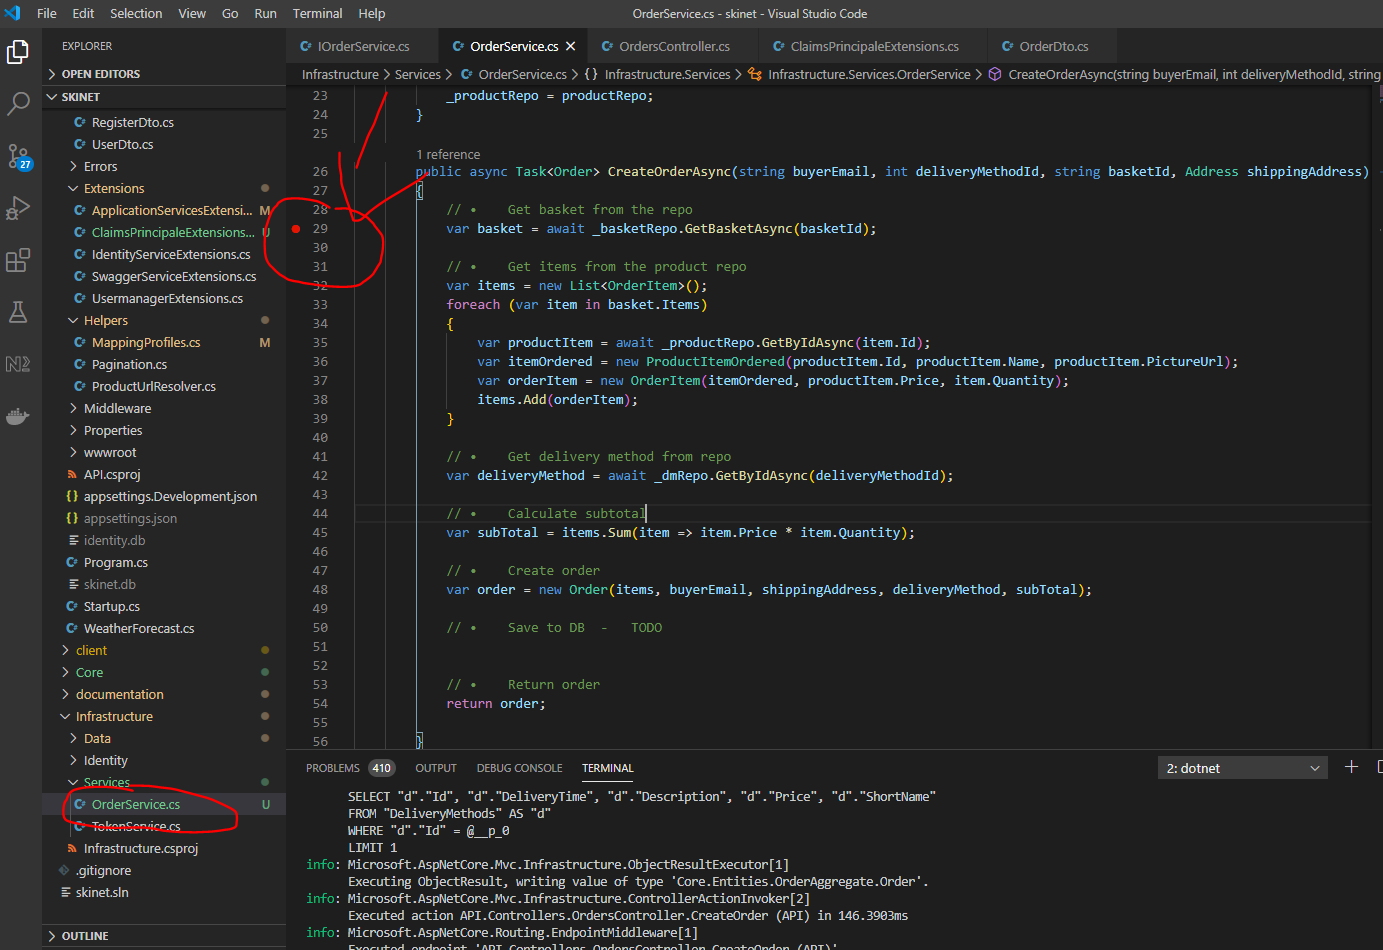 File Edit Selection View Go Run Terminal Help
OrderService.cs - skinet - Visual Studio Code
EXPLORER
OPEN EDITORS
SKINET
RegisterDto.cs
UserDto.cs
Errors
Extensions
ApplicationServicesExtensi... M
ClaimsPrincipaleExtensions... U
IdentityServiceExtensions.cs
SwaggerServiceExtensions.cs
UsermanagerExtensions.cs
Helpers
MappingProfiles.cs M
Pagination.cs
ProductUrlResolver.cs
Middleware
Properties
wwwroot
API.csproj
appsettings.Development.json
appsettings.json
identity.db
Program.cs
skinet.db
Startup.cs
WeatherForecast.cs
client
Core
documentation
Infrastructure
Data
Identity
Services
OrderService.cs U
TokenService.cs
Infrastructure.csproj
.gitignore
skinet.sln
OUTLINE
27
IOrderService.cs OrderService.cs OrdersController.cs ClaimsPrincipaleExtensions.cs OrderDto.cs
Infrastructure > Services > OrderService.cs > {} Infrastructure.Services > Infrastructure.Services.OrderService > CreateOrderAsync(string buyerEmail, int deliveryMethodId, string
23 _productRepo = productRepo;
24 }
25
1 reference
26 public async Task<Order> CreateOrderAsync(string buyerEmail, int deliveryMethodId, string basketId, Address shippingAddress)
27 {
28 // • Get basket from the repo
29 var basket = await _basketRepo.GetBasketAsync(basketId);
30
31 // • Get items from the product repo
32 var items = new List<OrderItem>();
33 foreach (var item in basket.Items)
34 {
35 var productItem = await _productRepo.GetByIdAsync(item.Id);
36 var itemOrdered = new ProductItemOrdered(productItem.Id, productItem.Name, productItem.PictureUrl);
37 var orderItem = new OrderItem(itemOrdered, productItem.Price, item.Quantity);
38 items.Add(orderItem);
39 }
40
41 // • Get delivery method from repo
42 var deliveryMethod = await _dmRepo.GetByIdAsync(deliveryMethodId);
43
44 // • Calculate subtotal
45 var subTotal = items.Sum(item => item.Price * item.Quantity);
46
47 // • Create order
48 var order = new Order(items, buyerEmail, shippingAddress, deliveryMethod, subTotal);
49
50 // • Save to DB - TODO
51
52
53 // • Return order
54 return order;
55
56 }
PROBLEMS 410 OUTPUT DEBUG CONSOLE TERMINAL 2: dotnet
SELECT "d"."Id", "d"."DeliveryTime", "d"."Description", "d"."Price", "d"."ShortName"
FROM "DeliveryMethods" AS "d"
WHERE "d"."Id" = @__p_0
LIMIT 1
info: Microsoft.AspNetCore.Mvc.Infrastructure.ObjectResultExecutor[1]
Executing ObjectResult, writing value of type 'Core.Entities.OrderAggregate.Order'.
info: Microsoft.AspNetCore.Mvc.Infrastructure.ControllerActionInvoker[2]
Executed action API.Controllers.OrdersController.CreateOrder (API) in 146.3903ms
info: Microsoft.AspNetCore.Routing.EndpointMiddleware[1]
Executed endpoint 'API.Controllers.OrdersController.CreateOrder (API)'